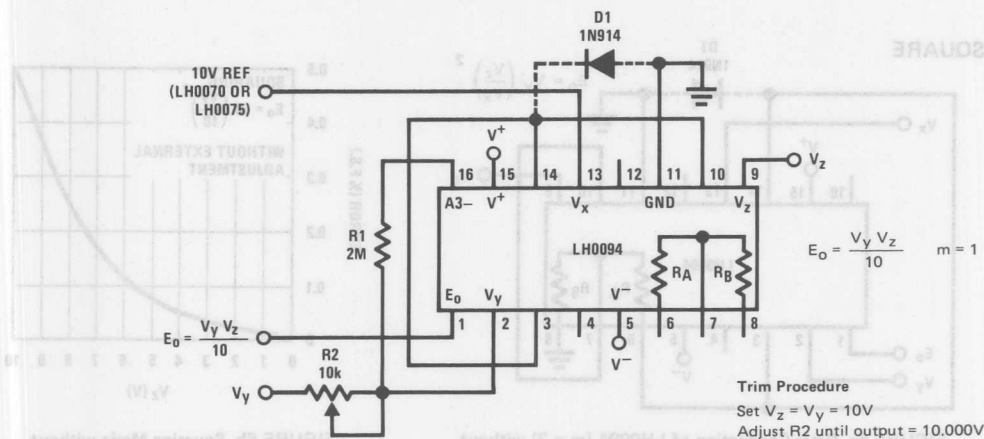 D1
1N914
10V REF
(LH0070 OR
LH0075)
V+
V_z
16 15 14 13 12 11 10 9
A3– V+ V_x GND V_z
R1
2M
LH0094
R_A R_B
E_o V_y V–
1 2 3 4 5 6 7 8
E_o = V_y V_z / 10 m = 1
E_o = V_y V_z / 10
R2
10k
V_y
V–
Trim Procedure
Set V_z = V_y = 10V
Adjust R2 until output = 10.000V